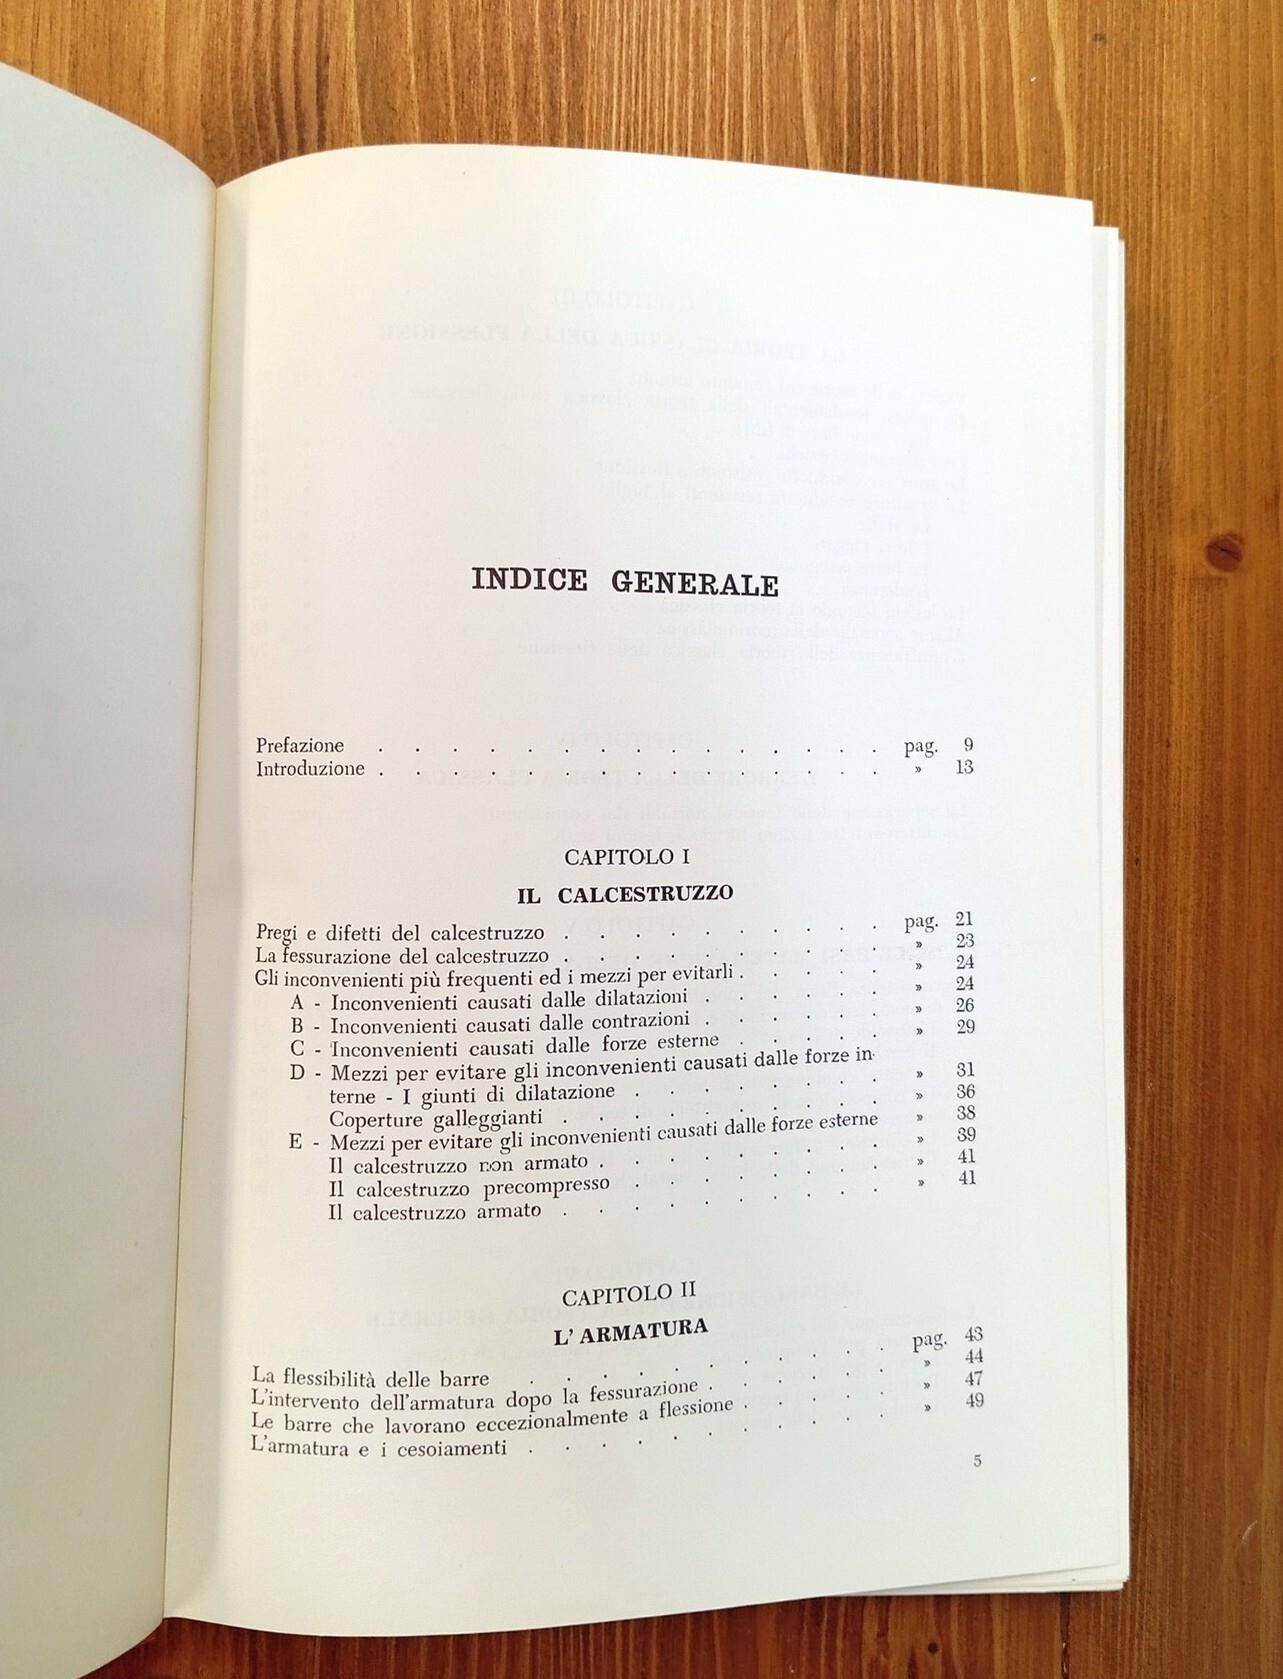 INDICE GENERALE
Prefazione . . . . . . . . . . . . . . pag. 9
Introduzione . . . . . . . . . . . . . . » 13
CAPITOLO I
IL CALCESTRUZZO
Pregi e difetti del calcestruzzo . . . . . . . . . pag. 21
La fessurazione del calcestruzzo . . . . . . . . . » 23
Gli inconvenienti più frequenti ed i mezzi per evitarli . . . . » 24
A - Inconvenienti causati dalle dilatazioni . . . . . » 24
B - Inconvenienti causati dalle contrazioni . . . . . » 26
C - Inconvenienti causati dalle forze esterne . . . . » 29
D - Mezzi per evitare gli inconvenienti causati dalle forze in-
terne - I giunti di dilatazione . . . . . . . » 31
Coperture galleggianti . . . . . . . . . » 36
E - Mezzi per evitare gli inconvenienti causati dalle forze esterne » 38
Il calcestruzzo non armato . . . . . . . . » 39
Il calcestruzzo precompresso . . . . . . . » 41
Il calcestruzzo armato . . . . . . . . . » 41
CAPITOLO II
L' ARMATURA
La flessibilità delle barre . . . . . . . . . . pag. 43
L'intervento dell'armatura dopo la fessurazione . . . . . » 44
Le barre che lavorano eccezionalmente a flessione . . . . » 47
L'armatura e i cesoiamenti . . . . . . . . . . » 49
5